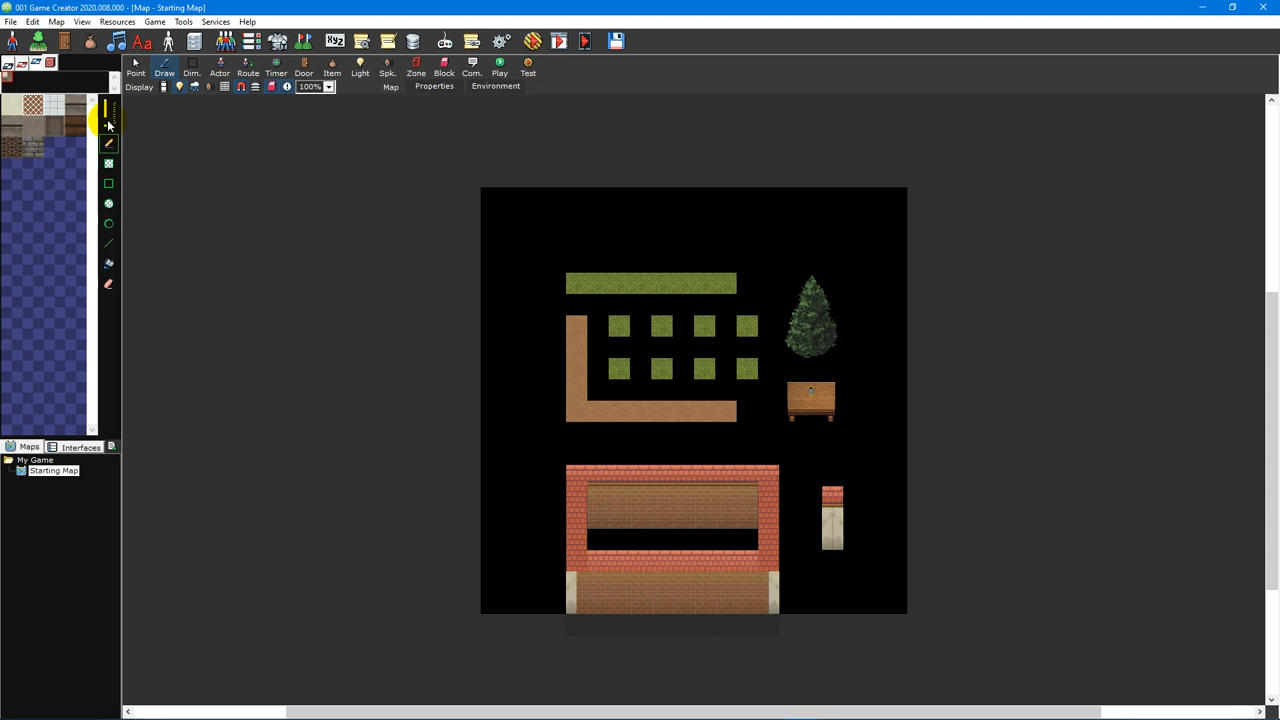 001 Game Creator 2020.008.000 - [Map - Starting Map]
File Edit Map View Resources Game Tools Services Help
Aa XYZ
Point Draw Dim. Actor Route Timer Door Item Light Spk. Zone Block Com. Play Test
Display 100% Map Properties Environment
Maps Interfaces
My Game
Starting Map